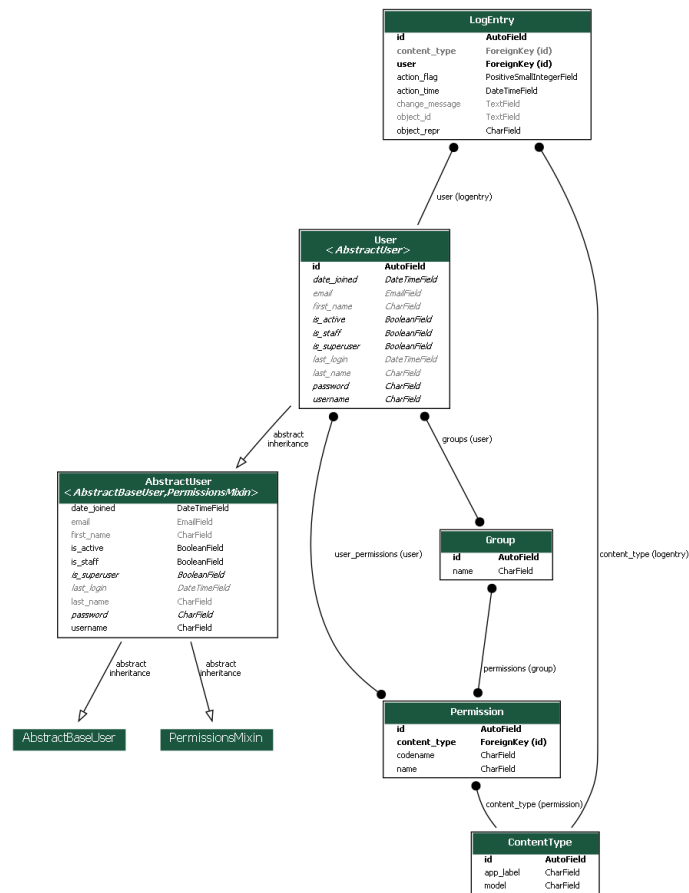 LogEntry
id AutoField
content_type ForeignKey (id)
user ForeignKey (id)
action_flag PositiveSmallIntegerField
action_time DateTimeField
change_message TextField
object_id TextField
object_repr CharField
user (logentry)
User
<AbstractUser>
id AutoField
date_joined DateTimeField
email EmailField
first_name CharField
is_active BooleanField
is_staff BooleanField
is_superuser BooleanField
last_login DateTimeField
last_name CharField
password CharField
username CharField
abstract
inheritance
groups (user)
AbstractUser
<AbstractBaseUser,PermissionsMixin>
date_joined DateTimeField
email EmailField
first_name CharField
is_active BooleanField
is_staff BooleanField
is_superuser BooleanField
last_login DateTimeField
last_name CharField
password CharField
username CharField
user_permissions (user)
Group
id AutoField
name CharField
content_type (logentry)
abstract
inheritance
abstract
inheritance
permissions (group)
AbstractBaseUser
PermissionsMixin
Permission
id AutoField
content_type ForeignKey (id)
codename CharField
name CharField
content_type (permission)
ContentType
id AutoField
app_label CharField
model CharField